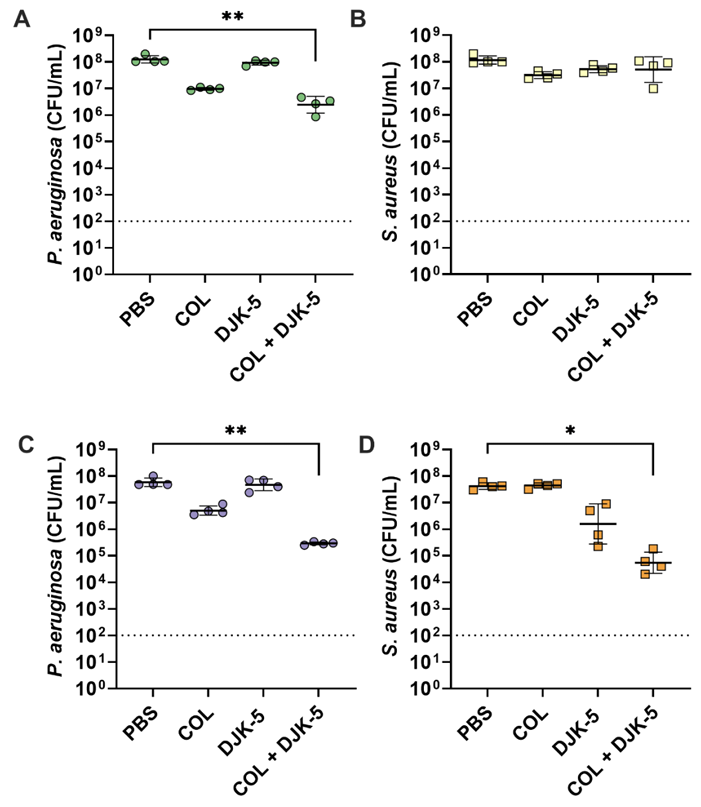 A
**
P. aeruginosa (CFU/mL)
10⁹
10⁸
10⁷
10⁶
10⁵
10⁴
10³
10²
10¹
10⁰
PBS
COL
DJK-5
COL + DJK-5
B
S. aureus (CFU/mL)
10⁹
10⁸
10⁷
10⁶
10⁵
10⁴
10³
10²
10¹
10⁰
PBS
COL
DJK-5
COL + DJK-5
C
**
P. aeruginosa (CFU/mL)
10⁹
10⁸
10⁷
10⁶
10⁵
10⁴
10³
10²
10¹
10⁰
PBS
COL
DJK-5
COL + DJK-5
D
*
S. aureus (CFU/mL)
10⁹
10⁸
10⁷
10⁶
10⁵
10⁴
10³
10²
10¹
10⁰
PBS
COL
DJK-5
COL + DJK-5